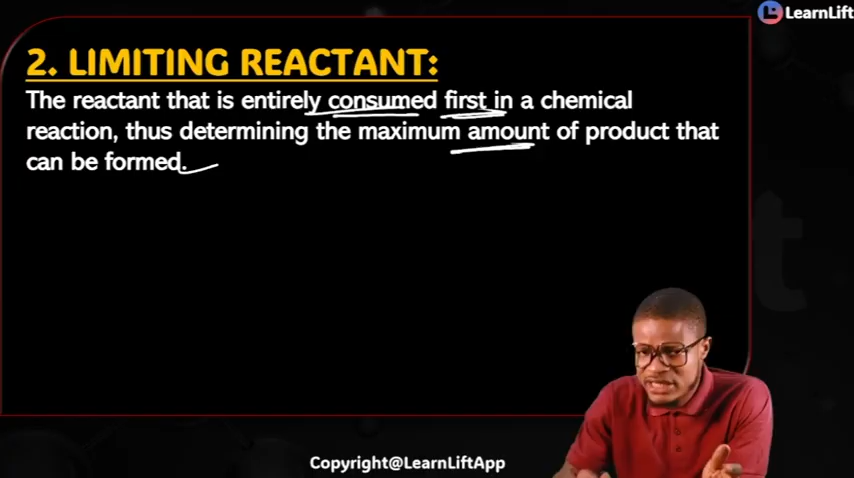 LearnLift
2. LIMITING REACTANT:
The reactant that is entirely consumed first in a chemical
reaction, thus determining the maximum amount of product that
can be formed.
t
Copyright@LearnLiftApp